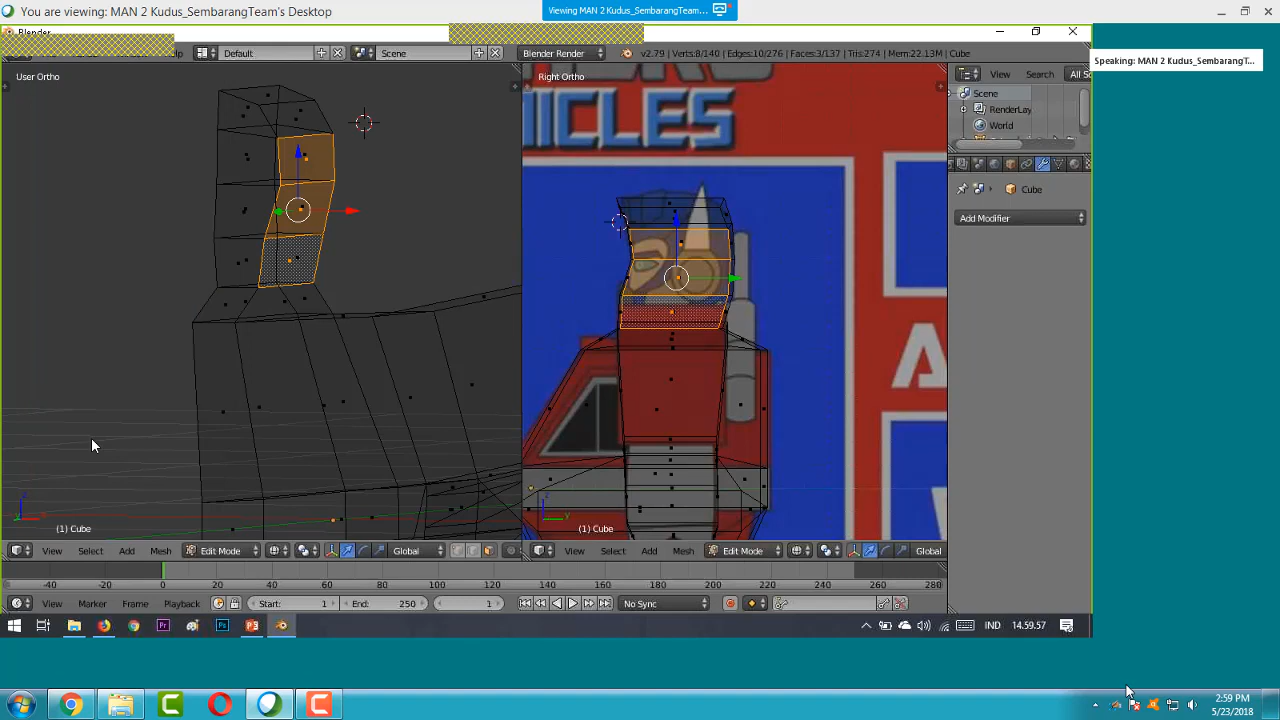 You are viewing: MAN 2 Kudus_SembarangTeam's Desktop
Viewing MAN 2 Kudus_SembarangTeam...
Blender
Default
Scene
Blender Render
v2.79 | Verts:8/140 | Edges:10/276 | Faces:3/137 | Tris:274 | Mem:22.13M | Cube
Speaking: MAN 2 Kudus_SembarangT...
User Ortho
Right Ortho
View
Search
All Sc
Scene
RenderLay
World
ICLES
Cube
Add Modifier
A
(1) Cube
(1) Cube
View
Select
Add
Mesh
Edit Mode
Global
View
Select
Add
Mesh
Edit Mode
Global
-40 -20 0 20 40 60 80 100 120 140 160 180 200 220 240 260 280
View
Marker
Frame
Playback
Start: 1
End: 250
1
No Sync
IND
14.59.57
2:59 PM
5/23/2018